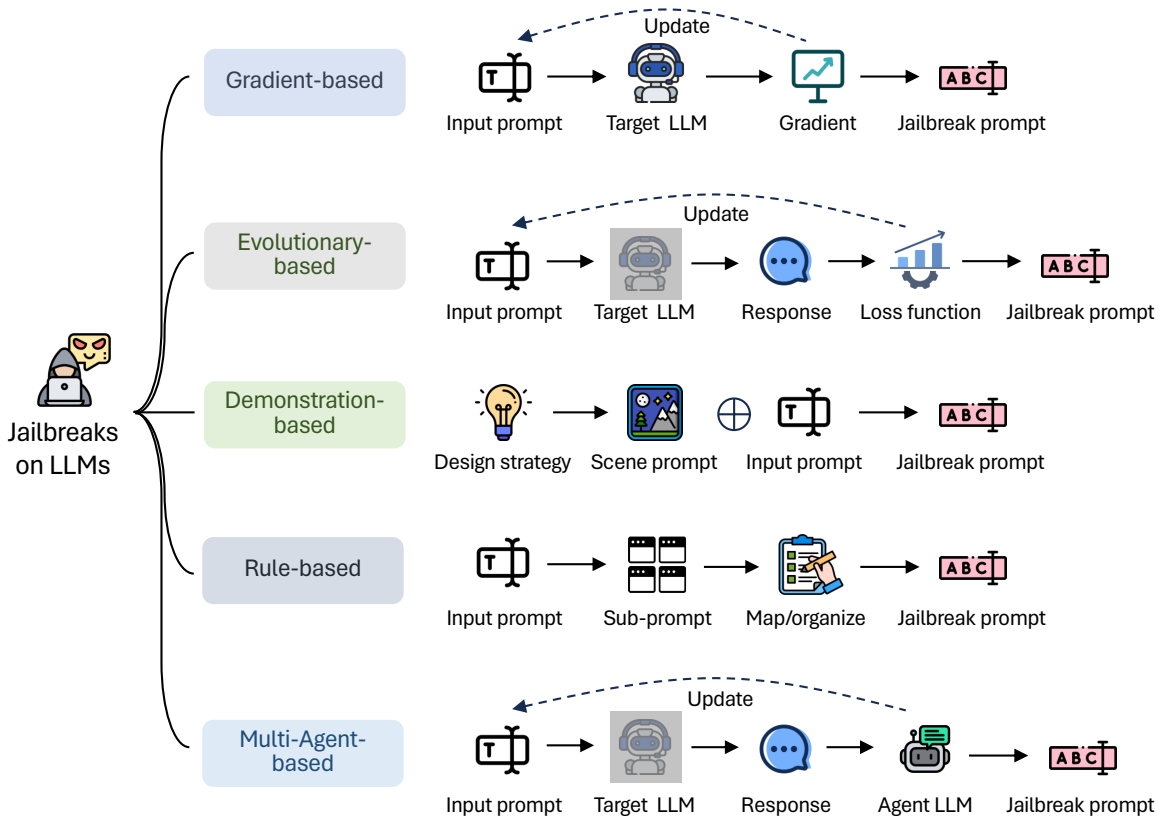 Jailbreaks
on LLMs
Gradient-based
Update
T
ABC
Input prompt
Target LLM
Gradient
Jailbreak prompt
Evolutionary-
based
Update
T
ABC
Input prompt
Target LLM
Response
Loss function
Jailbreak prompt
Demonstration-
based
T
ABC
Design strategy
Scene prompt
Input prompt
Jailbreak prompt
Rule-based
T
ABC
Input prompt
Sub-prompt
Map/organize
Jailbreak prompt
Multi-Agent-
based
Update
T
ABC
Input prompt
Target LLM
Response
Agent LLM
Jailbreak prompt